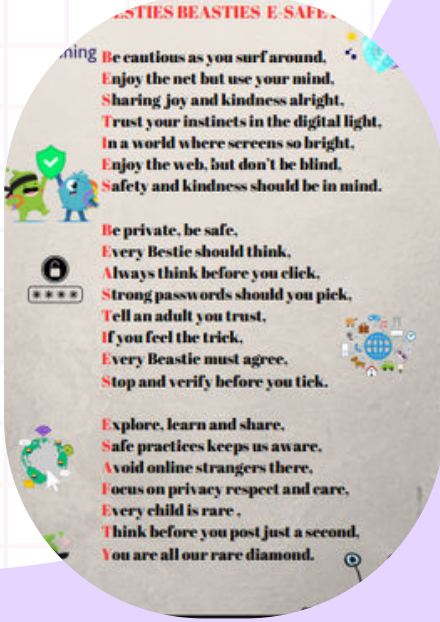 BEASTIES E-SAFE
Be cautious as you surf around,
Enjoy the net but use your mind,
Sharing joy and kindness alright,
Trust your instincts in the digital light,
In a world where screens so bright,
Enjoy the web, but don't be blind,
Safety and kindness should be in mind.
Be private, be safe,
Every Bestie should think,
Always think before you click,
Strong passwords should you pick,
Tell an adult you trust,
If you feel the trick,
Every Beastie must agree,
Stop and verify before you tick.
Explore, learn and share,
Safe practices keeps us aware,
Avoid online strangers there,
Focus on privacy respect and care,
Every child is rare ,
Think before you post just a second,
You are all our rare diamond.